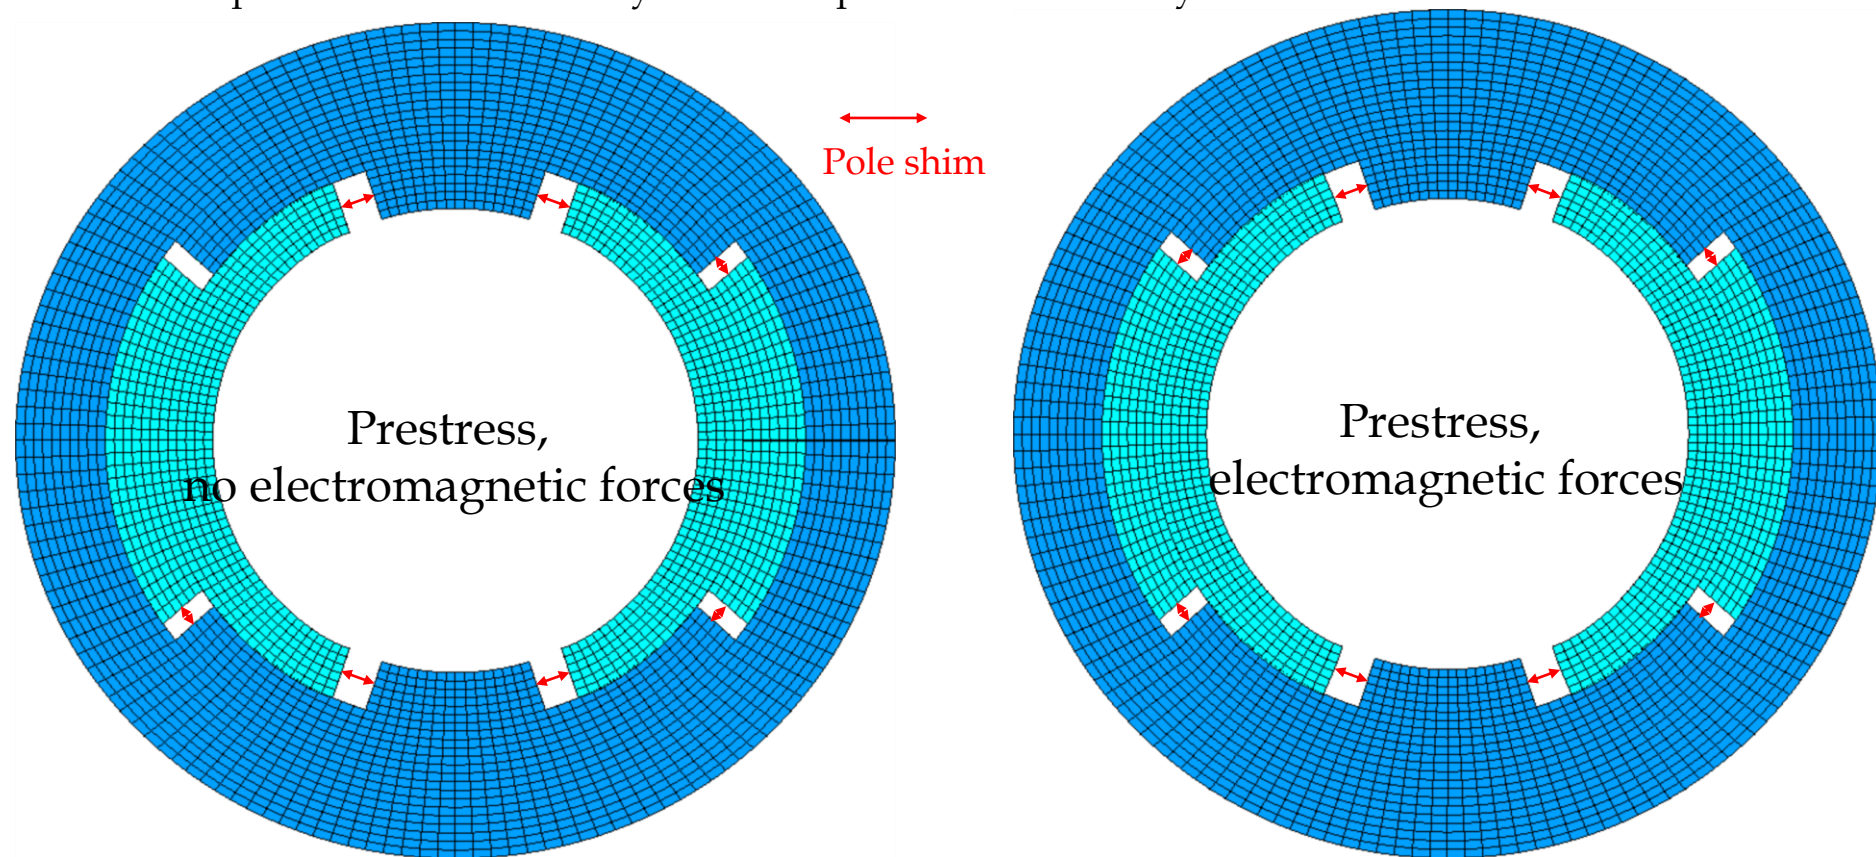 Pole shim
Prestress,
no electromagnetic forces
Prestress,
electromagnetic forces